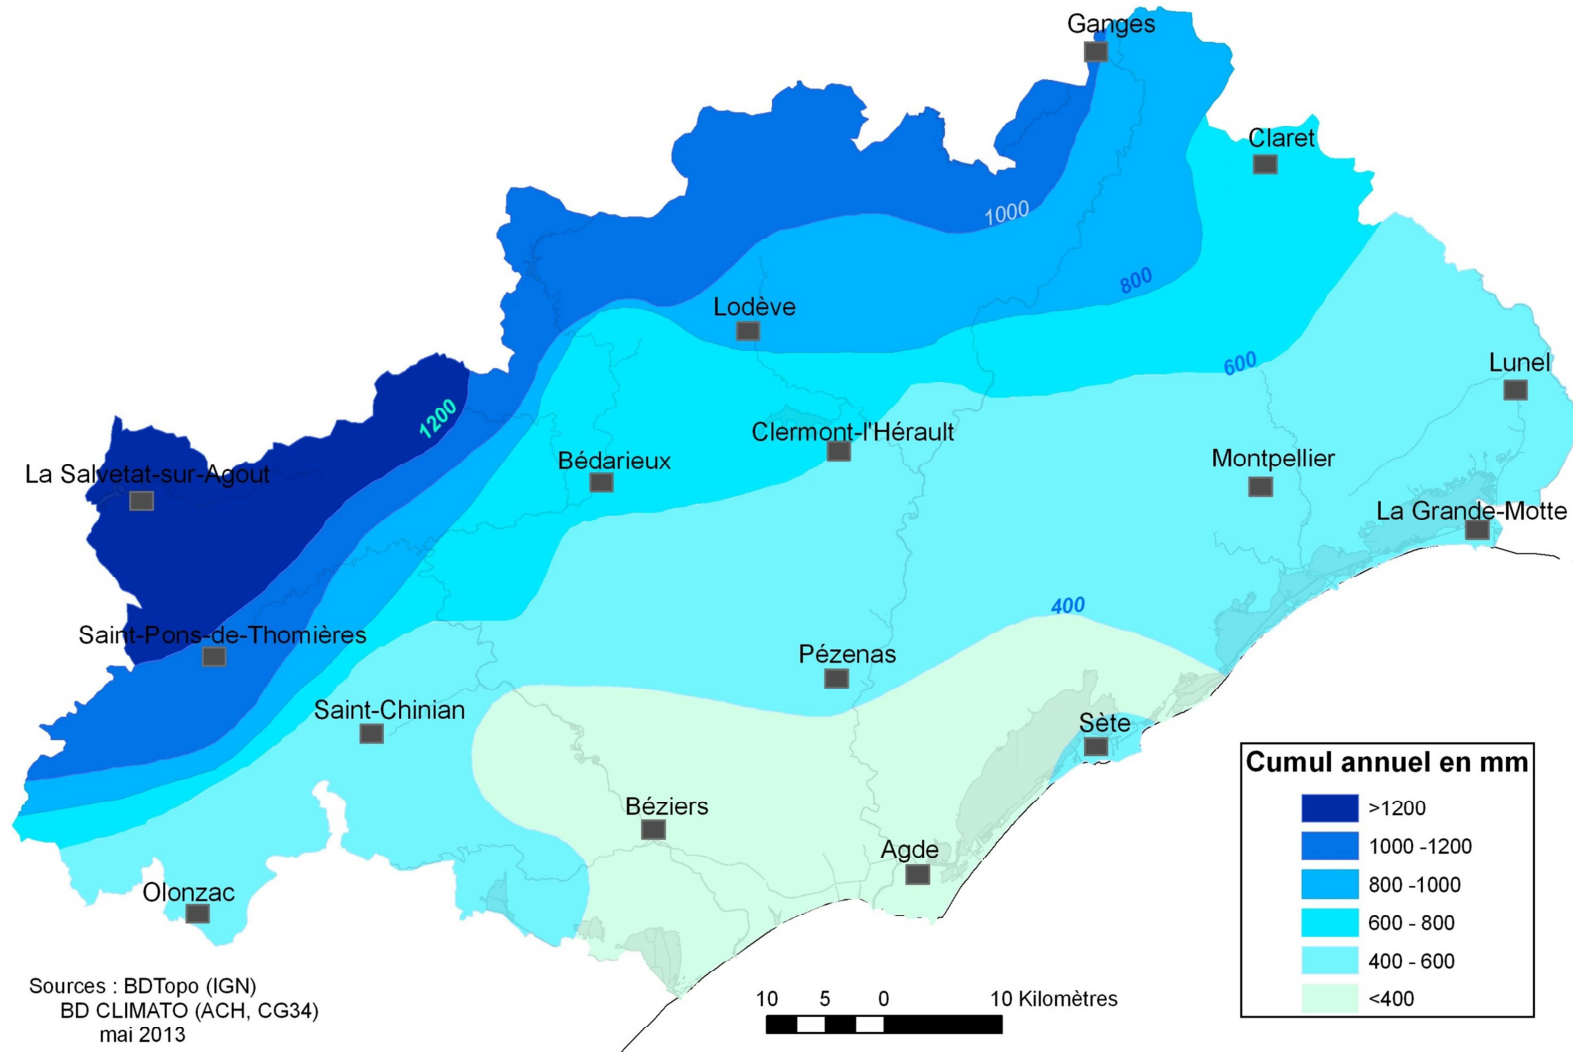 Ganges
Claret
1000
800
Lodève
600
Lunel
1200
Clermont-l'Hérault
Bédarieux
Montpellier
La Salvetat-sur-Agout
La Grande-Motte
400
Saint-Pons-de-Thomières
Pézenas
Saint-Chinian
Sète
Béziers
Agde
Olonzac
Cumul annuel en mm
>1200
1000 -1200
800 -1000
600 - 800
400 - 600
<400
Sources : BDTopo (IGN)
BD CLIMATO (ACH, CG34)
mai 2013
10 5 0 10 Kilomètres